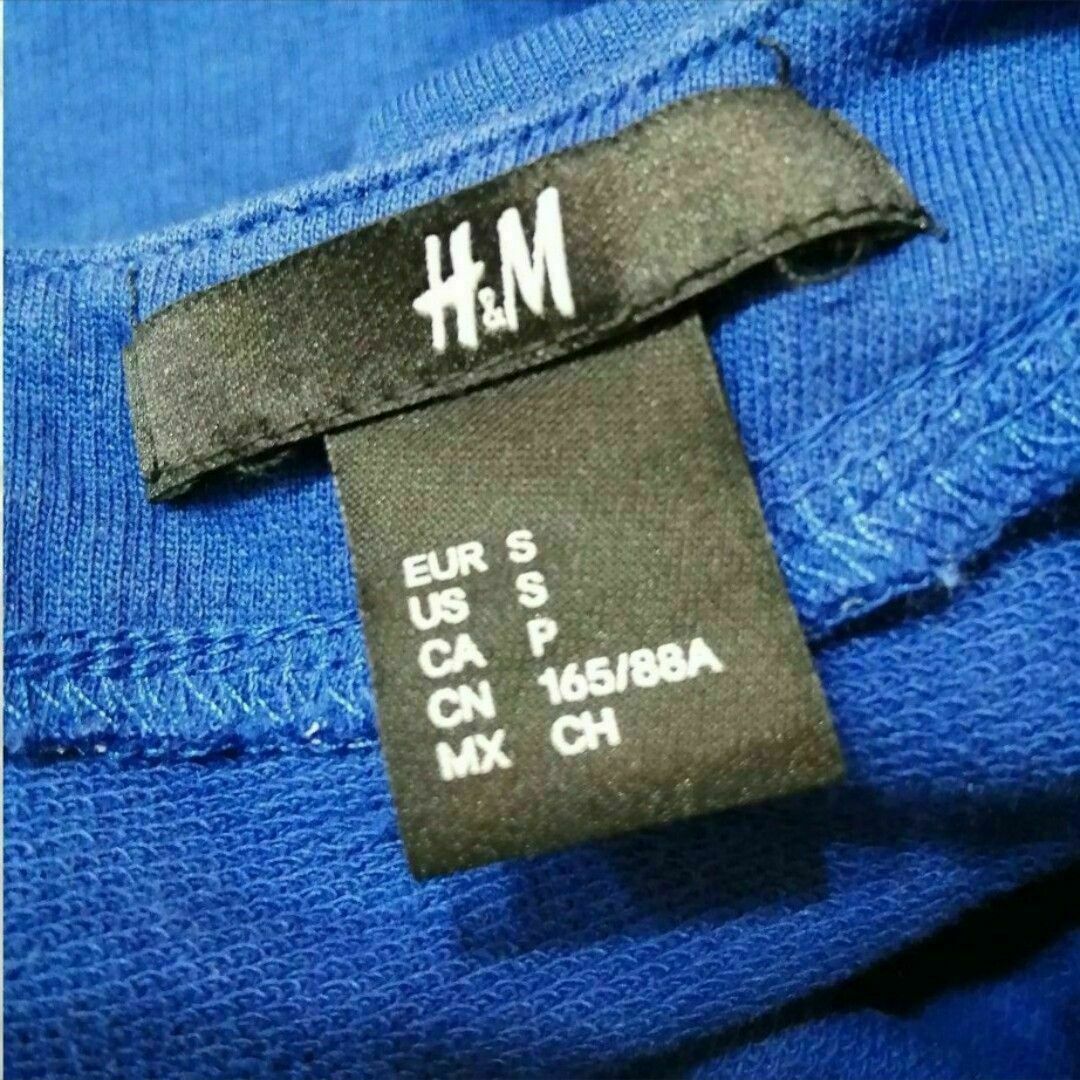 H&M
EUR S
US S
CA P
CN 165/88A
MX CH